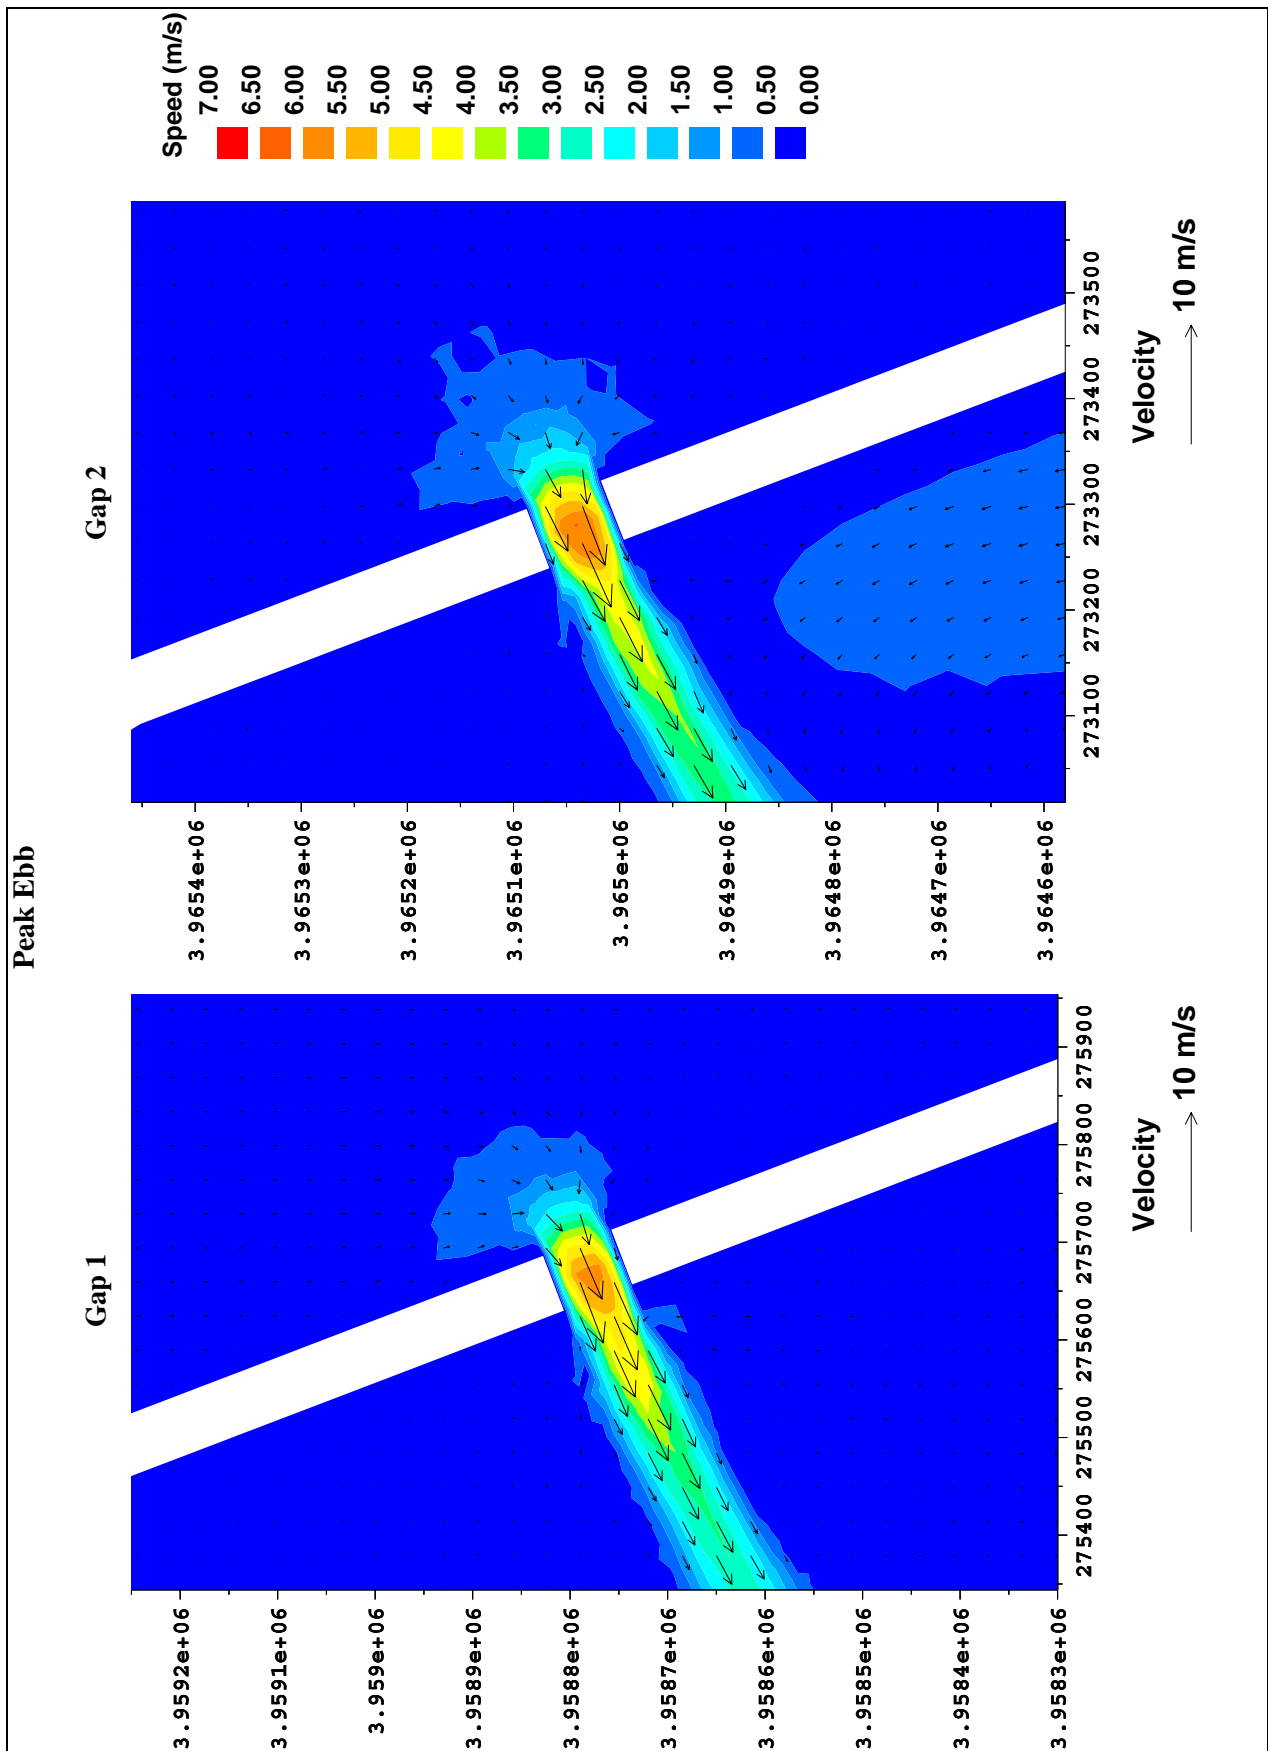 Peak Ebb
Gap 1
Gap 2
3.9592e+06
3.9591e+06
3.959e+06
3.9589e+06
3.9588e+06
3.9587e+06
3.9586e+06
3.9585e+06
3.9584e+06
3.9583e+06
275400
275500
275600
275700
275800
275900
Velocity
10 m/s
3.9654e+06
3.9653e+06
3.9652e+06
3.9651e+06
3.965e+06
3.9649e+06
3.9648e+06
3.9647e+06
3.9646e+06
273100
273200
273300
273400
273500
Velocity
10 m/s
Speed (m/s)
7.00
6.50
6.00
5.50
5.00
4.50
4.00
3.50
3.00
2.50
2.00
1.50
1.00
0.50
0.00